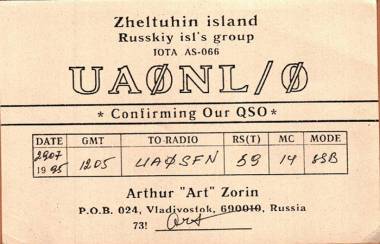 Zheltuhin island
Russkiy isl's group
IOTA AS-066
UAØNL/Ø
* Confirming Our QSO *
DATE GMT TO-RADIO RS(T) MC MODE
2907 1995 1205 UAØSFN 59 14 SSB
Arthur "Art" Zorin
P.O.B. 024, Vladivostok, 690010, Russia
73! Art